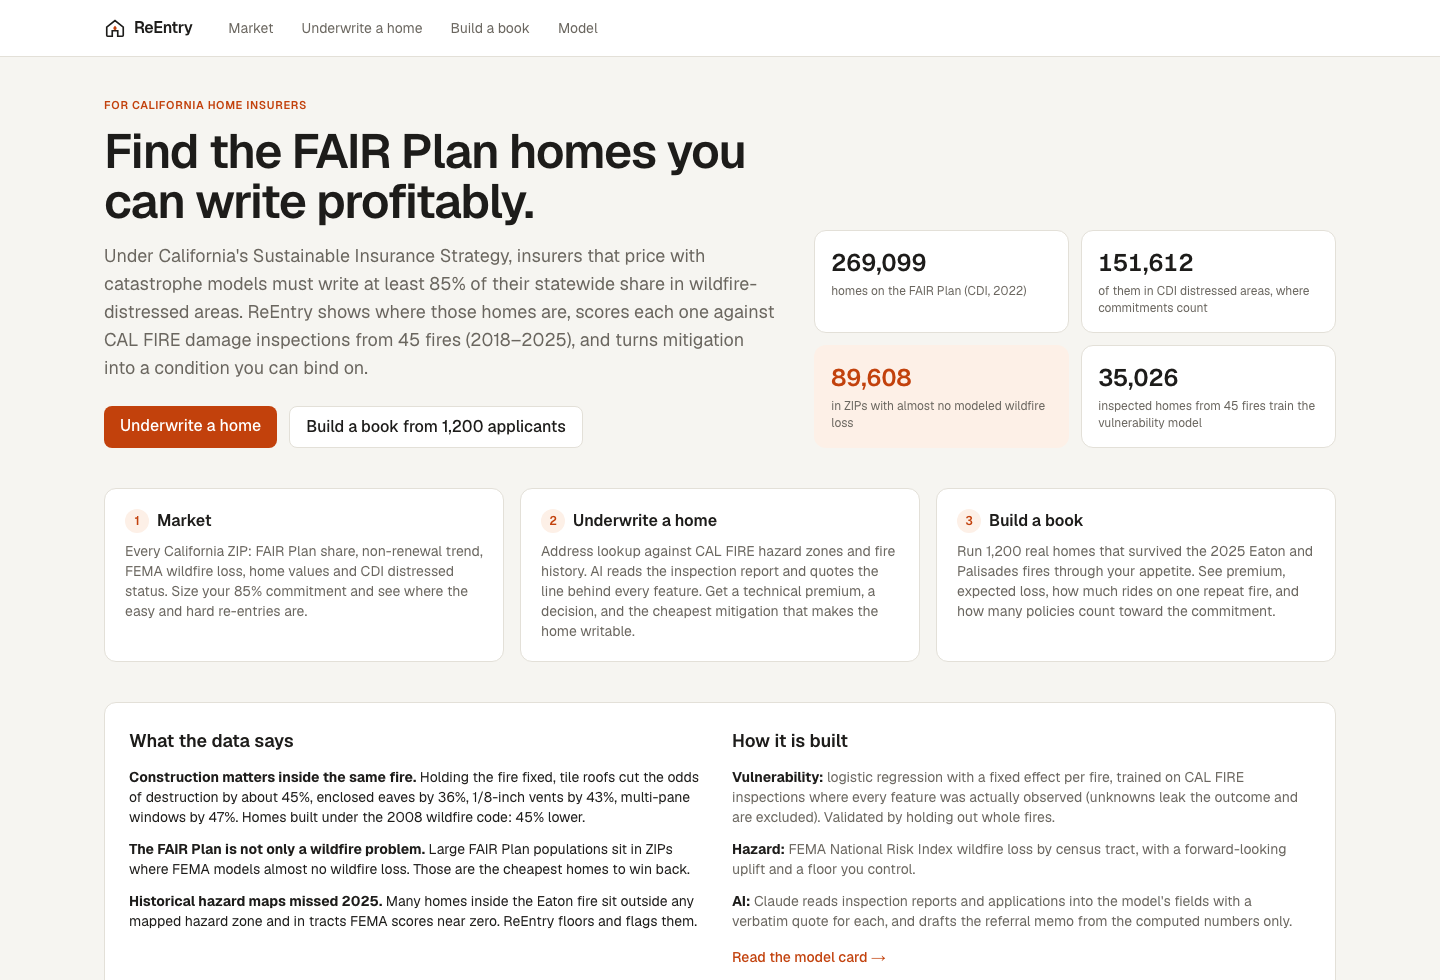 ReEntry
Market
Underwrite a home
Build a book
Model
FOR CALIFORNIA HOME INSURERS
Find the FAIR Plan homes you
can write profitably.
Under California's Sustainable Insurance Strategy, insurers that price with
catastrophe models must write at least 85% of their statewide share in wildfire-
distressed areas. ReEntry shows where those homes are, scores each one against
CAL FIRE damage inspections from 45 fires (2018–2025), and turns mitigation
into a condition you can bind on.
Underwrite a home
Build a book from 1,200 applicants
269,099
homes on the FAIR Plan (CDI, 2022)
151,612
of them in CDI distressed areas, where
commitments count
89,608
in ZIPs with almost no modeled wildfire
loss
35,026
inspected homes from 45 fires train the
vulnerability model
1 Market
Every California ZIP: FAIR Plan share, non-renewal trend,
FEMA wildfire loss, home values and CDI distressed
status. Size your 85% commitment and see where the
easy and hard re-entries are.
2 Underwrite a home
Address lookup against CAL FIRE hazard zones and fire
history. AI reads the inspection report and quotes the
line behind every feature. Get a technical premium, a
decision, and the cheapest mitigation that makes the
home writable.
3 Build a book
Run 1,200 real homes that survived the 2025 Eaton and
Palisades fires through your appetite. See premium,
expected loss, how much rides on one repeat fire, and
how many policies count toward the commitment.
What the data says
Construction matters inside the same fire. Holding the fire fixed, tile roofs cut the odds
of destruction by about 45%, enclosed eaves by 36%, 1/8-inch vents by 43%, multi-pane
windows by 47%. Homes built under the 2008 wildfire code: 45% lower.
The FAIR Plan is not only a wildfire problem. Large FAIR Plan populations sit in ZIPs
where FEMA models almost no wildfire loss. Those are the cheapest homes to win back.
Historical hazard maps missed 2025. Many homes inside the Eaton fire sit outside any
mapped hazard zone and in tracts FEMA scores near zero. ReEntry floors and flags them.
How it is built
Vulnerability: logistic regression with a fixed effect per fire, trained on CAL FIRE
inspections where every feature was actually observed (unknowns leak the outcome and
are excluded). Validated by holding out whole fires.
Hazard: FEMA National Risk Index wildfire loss by census tract, with a forward-looking
uplift and a floor you control.
AI: Claude reads inspection reports and applications into the model's fields with a
verbatim quote for each, and drafts the referral memo from the computed numbers only.
Read the model card →